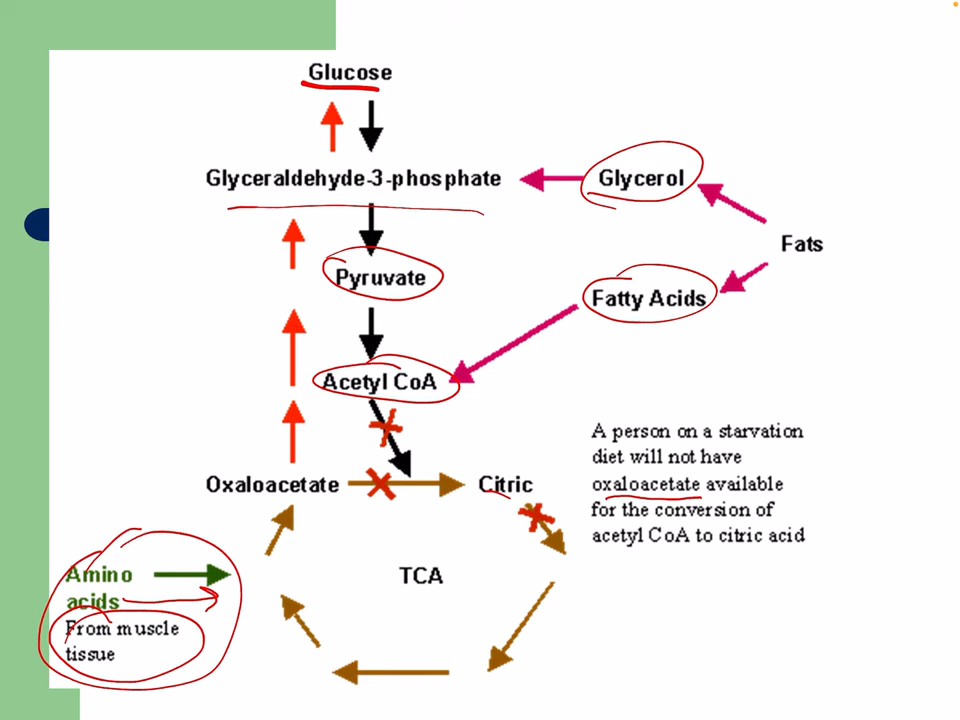 Glucose
Glyceraldehyde-3-phosphate
Glycerol
Fats
Pyruvate
Fatty Acids
Acetyl CoA
A person on a starvation
diet will not have
oxaloacetate available
for the conversion of
acetyl CoA to citric acid
Oxaloacetate
Citric
TCA
Amino
acids
From muscle
tissue